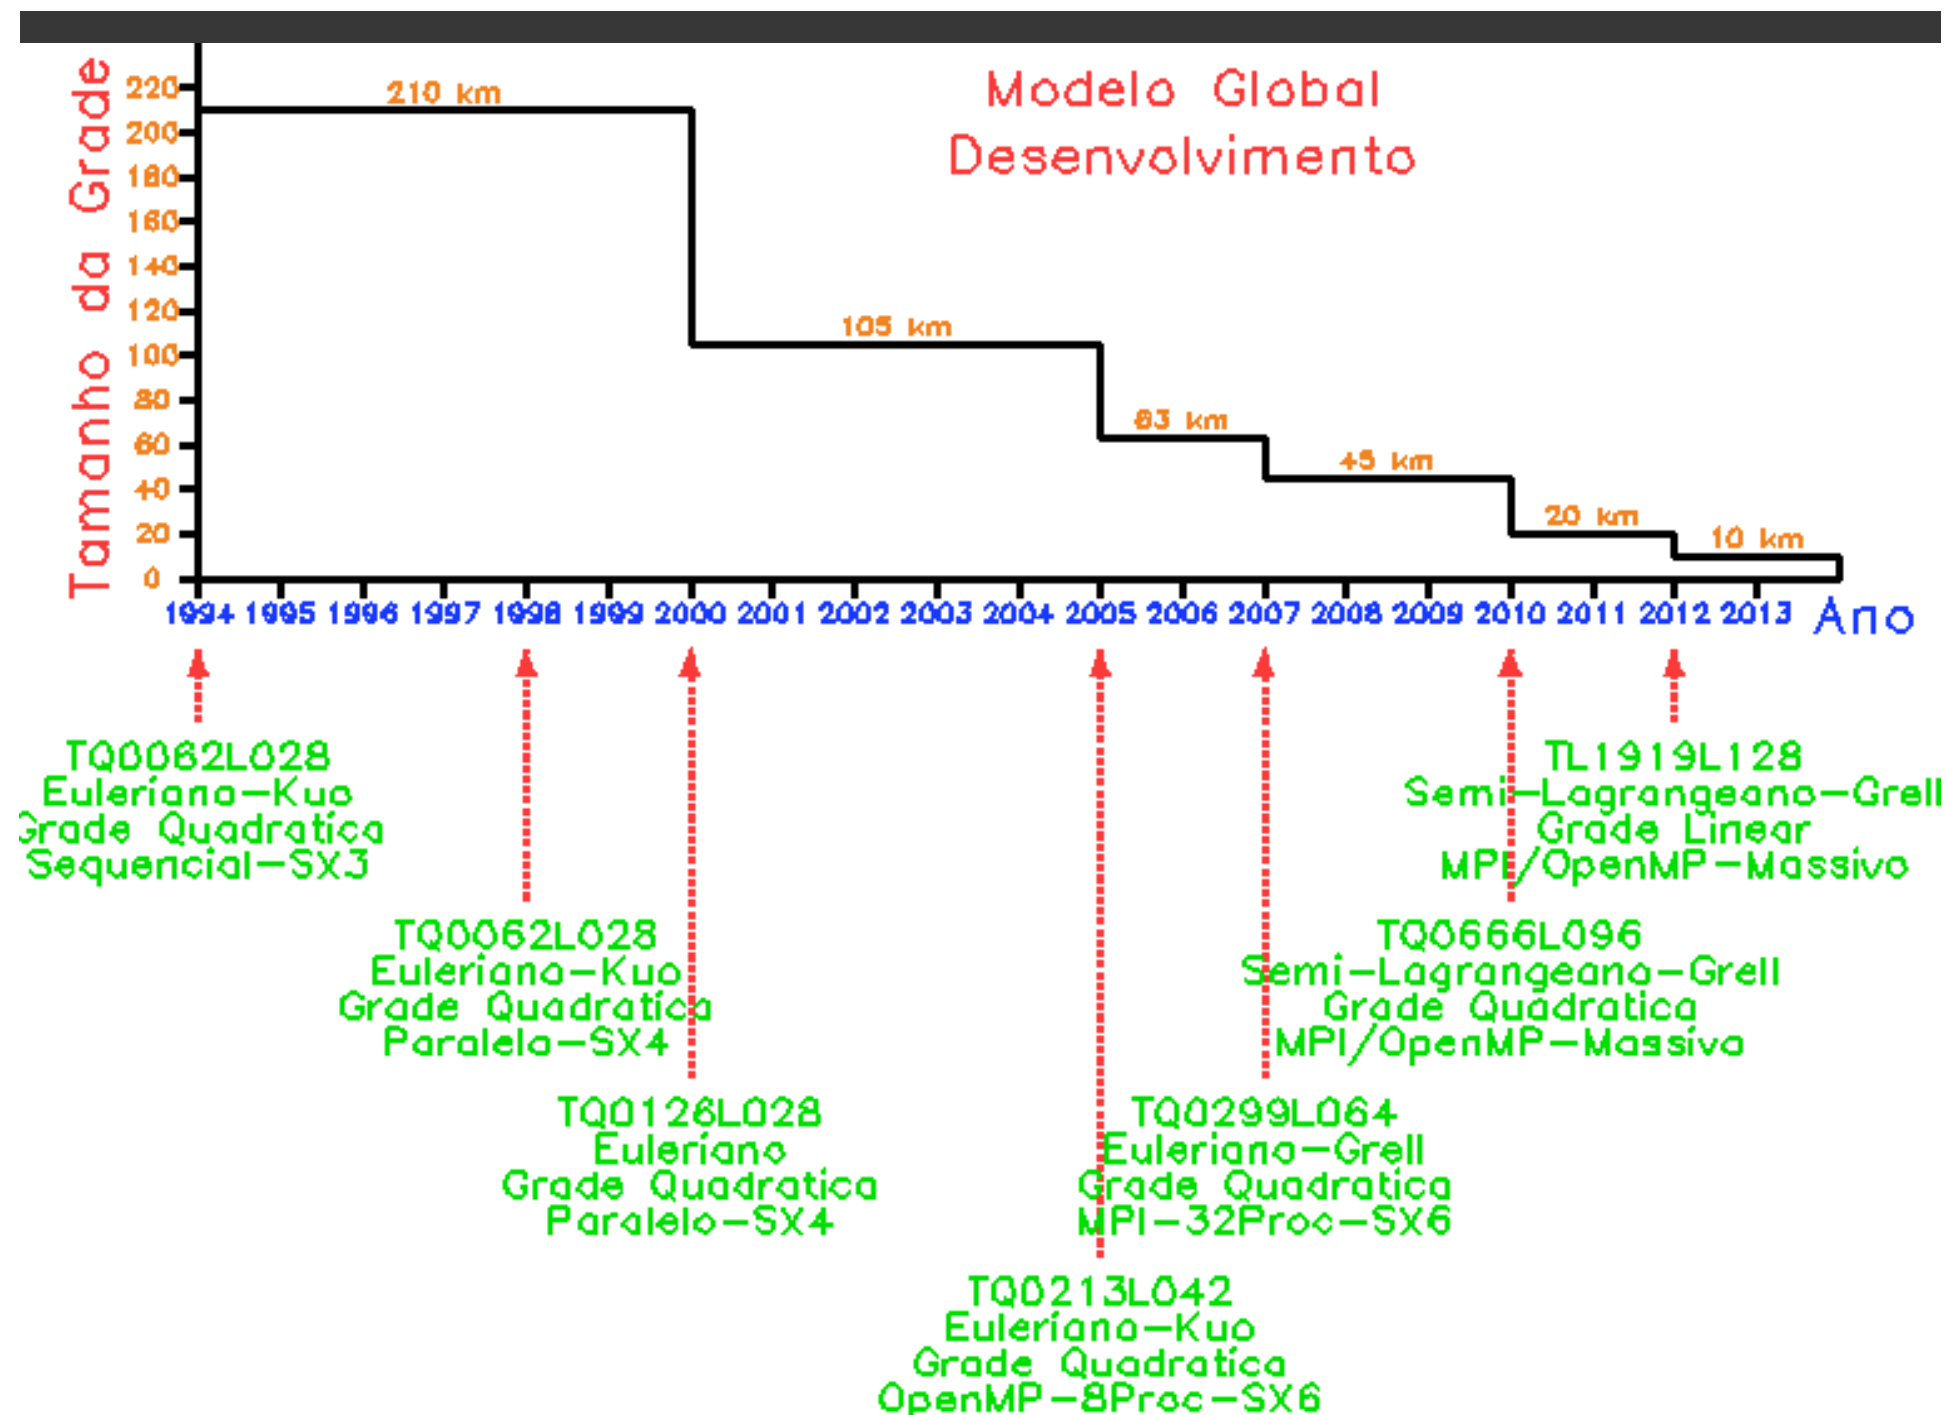 Modelo Global
Desenvolvimento
Tamanho da Grade
220
200
180
160
140
120
100
80
60
40
20
0
210 km
105 km
63 km
45 km
20 km
10 km
1994 1995 1996 1997 1998 1999 2000 2001 2002 2003 2004 2005 2006 2007 2008 2009 2010 2011 2012 2013 Ano
TQ0062L028
Euleriano-Kuo
Grade Quadratica
Sequencial-SX3
TQ0062L028
Euleriano-Kuo
Grade Quadratica
Paralelo-SX4
TQ0126L028
Euleriano
Grade Quadratica
Paralelo-SX4
TQ0213L042
Euleriano-Kuo
Grade Quadratica
OpenMP-8Proc-SX6
TQ0299L064
Euleriano-Grell
Grade Quadratica
MPI-32Proc-SX6
TQ0666L096
Semi-Lagrangeano-Grell
Grade Quadratica
MPI/OpenMP-Massivo
TL1919L128
Semi-Lagrangeano-Grell
Grade Linear
MPI/OpenMP-Massivo